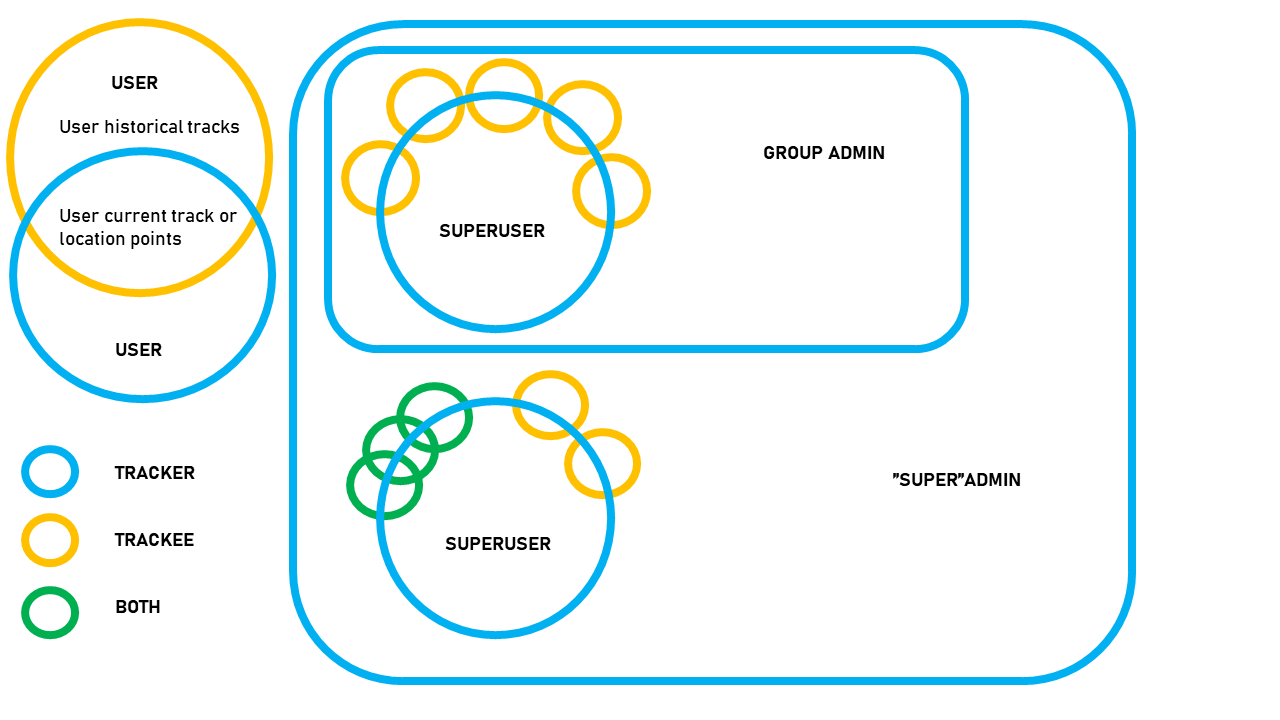 USER
User historical tracks
User current track or
location points
USER
TRACKER
TRACKEE
BOTH
GROUP ADMIN
SUPERUSER
"SUPER"ADMIN
SUPERUSER